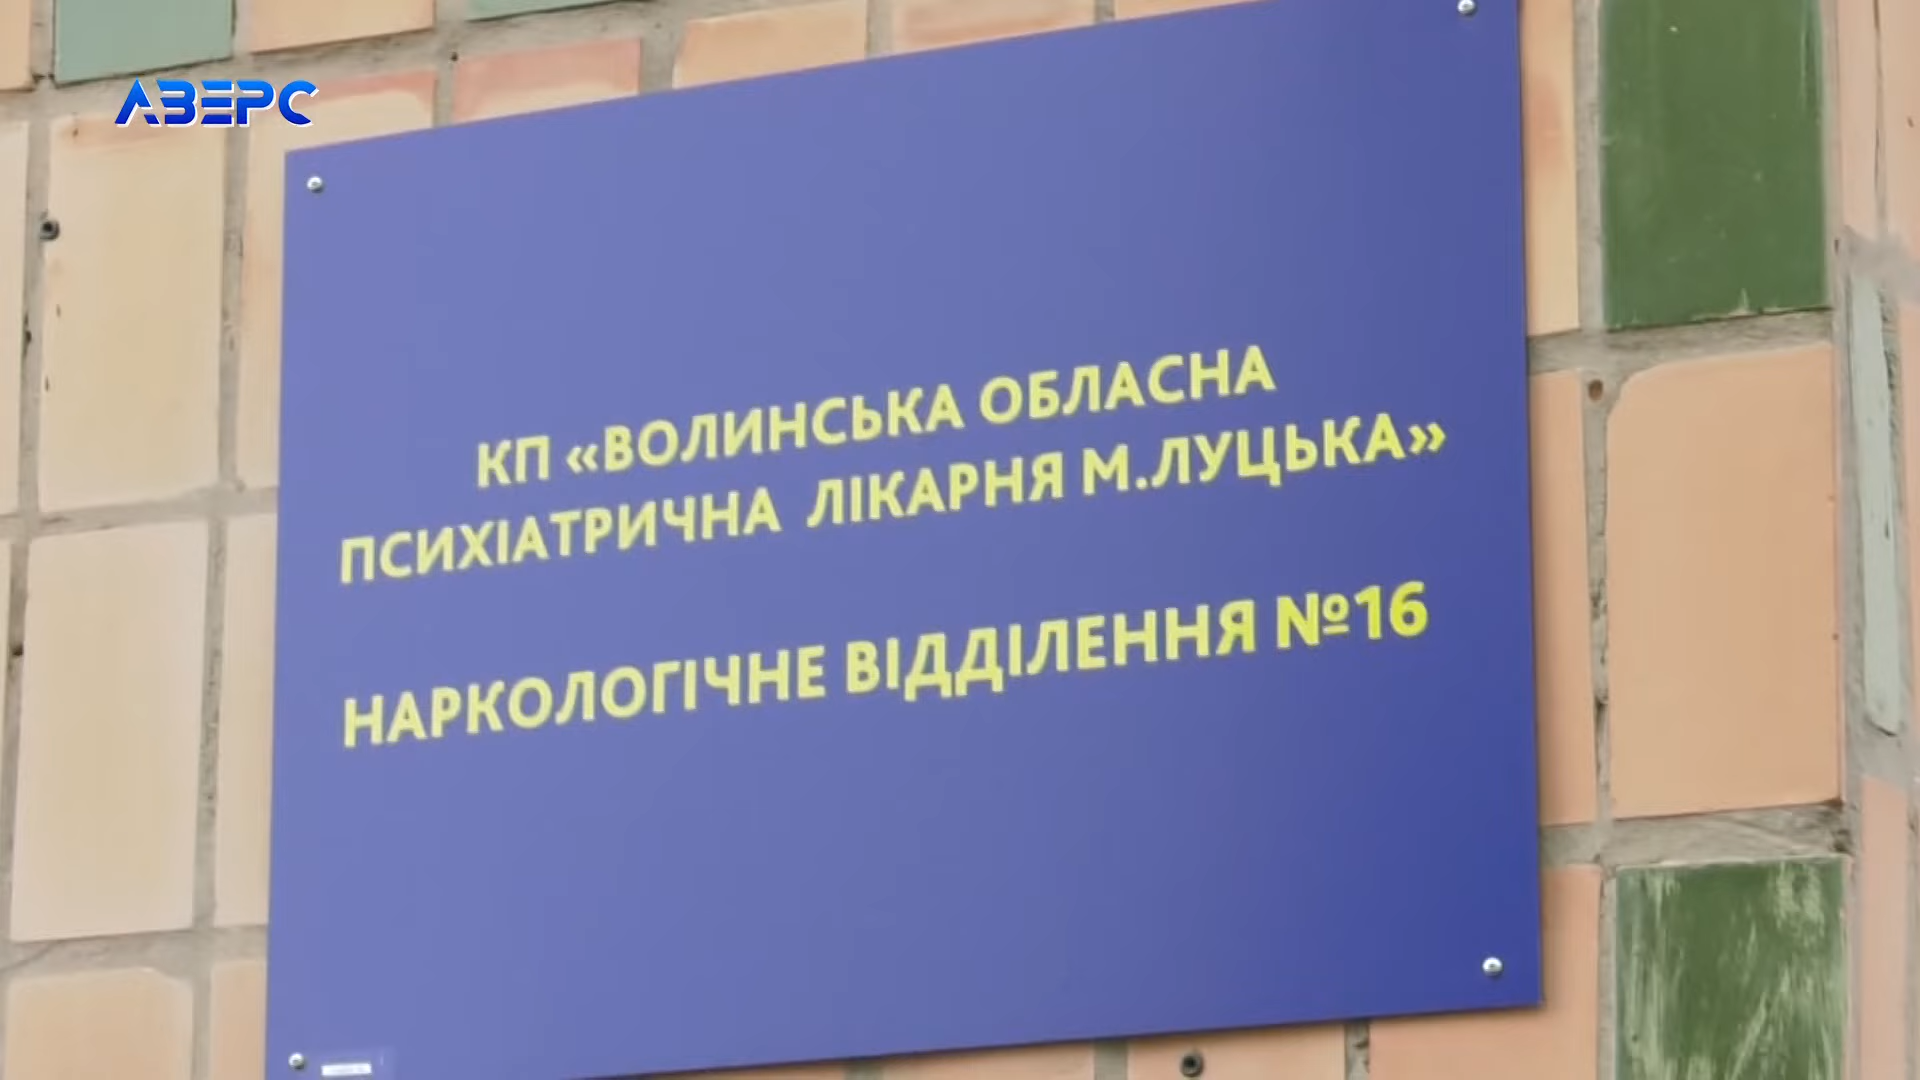 АВЕРС
КП «ВОЛИНСЬКА ОБЛАСНА
ПСИХІАТРИЧНА ЛІКАРНЯ М.ЛУЦЬКА»
НАРКОЛОГІЧНЕ ВІДДІЛЕННЯ №16